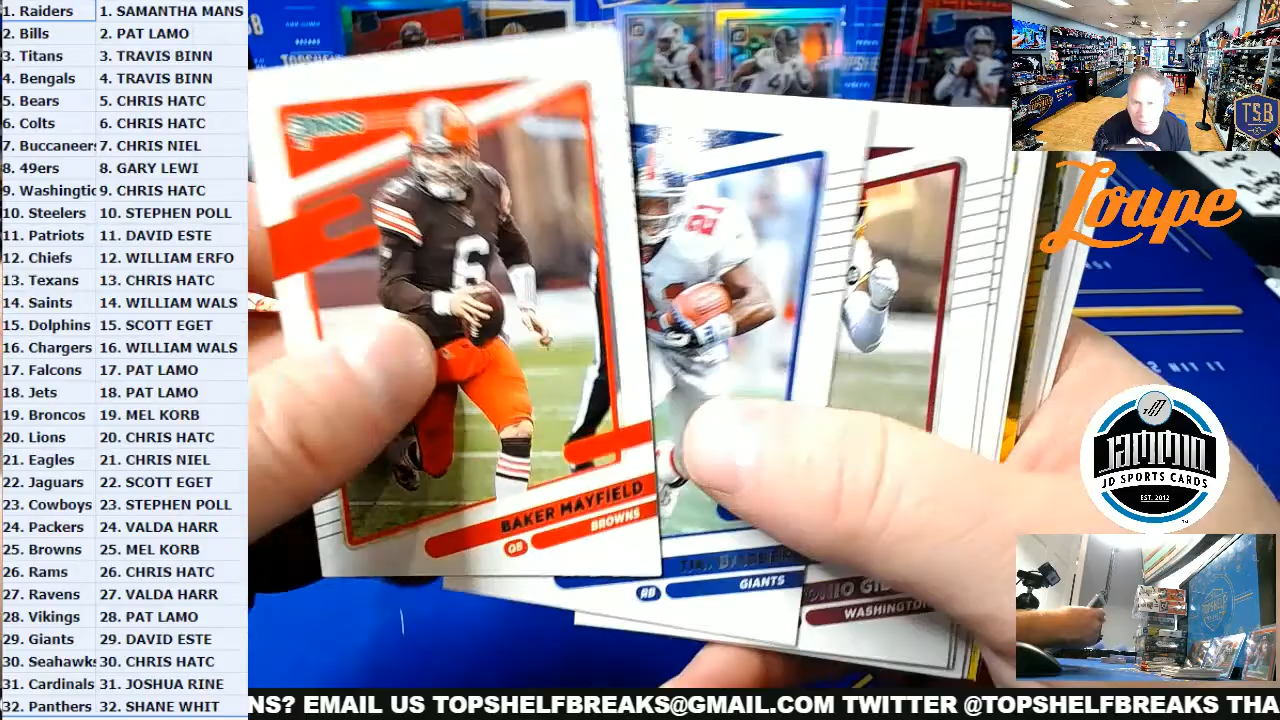 1. Raiders 1. SAMANTHA MANS
2. Bills 2. PAT LAMO
3. Titans 3. TRAVIS BINN
4. Bengals 4. TRAVIS BINN
5. Bears 5. CHRIS HATC
6. Colts 6. CHRIS HATC
7. Buccaneers 7. CHRIS NIEL
8. 49ers 8. GARY LEWI
9. Washingtic 9. CHRIS HATC
10. Steelers 10. STEPHEN POLL
11. Patriots 11. DAVID ESTE
12. Chiefs 12. WILLIAM ERFO
13. Texans 13. CHRIS HATC
14. Saints 14. WILLIAM WALS
15. Dolphins 15. SCOTT EGET
16. Chargers 16. WILLIAM WALS
17. Falcons 17. PAT LAMO
18. Jets 18. PAT LAMO
19. Broncos 19. MEL KORB
20. Lions 20. CHRIS HATC
21. Eagles 21. CHRIS NIEL
22. Jaguars 22. SCOTT EGET
23. Cowboys 23. STEPHEN POLL
24. Packers 24. VALDA HARR
25. Browns 25. MEL KORB
26. Rams 26. CHRIS HATC
27. Ravens 27. VALDA HARR
28. Vikings 28. PAT LAMO
29. Giants 29. DAVID ESTE
30. Seahawks 30. CHRIS HATC
31. Cardinals 31. JOSHUA RINE
32. Panthers 32. SHANE WHIT
6
BAKER MAYFIELD
QB BROWNS
RB GIANTS
WASHINGTON
TSB
Loupe
JAMMIN
JD SPORTS CARDS
EST. 2012
NS? EMAIL US TOPSHELFBREAKS@GMAIL.COM TWITTER @TOPSHELFBREAKS THA